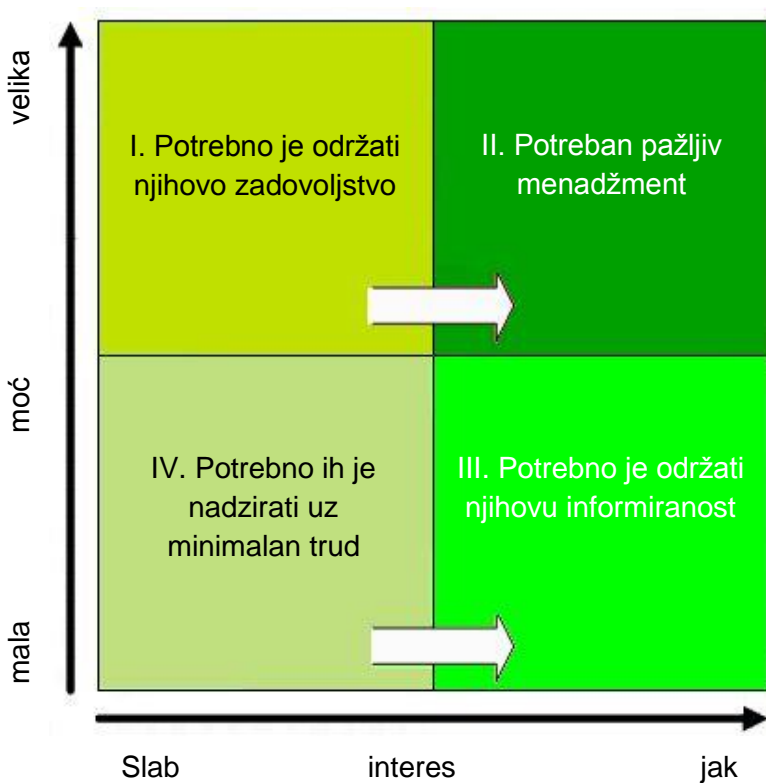 velika
I. Potrebno je održati
njihovo zadovoljstvo
II. Potreban pažljiv
menadžment
moć
IV. Potrebno ih je
nadzirati uz
minimalan trud
III. Potrebno je održati
njihovu informiranost
mala
Slab interes jak